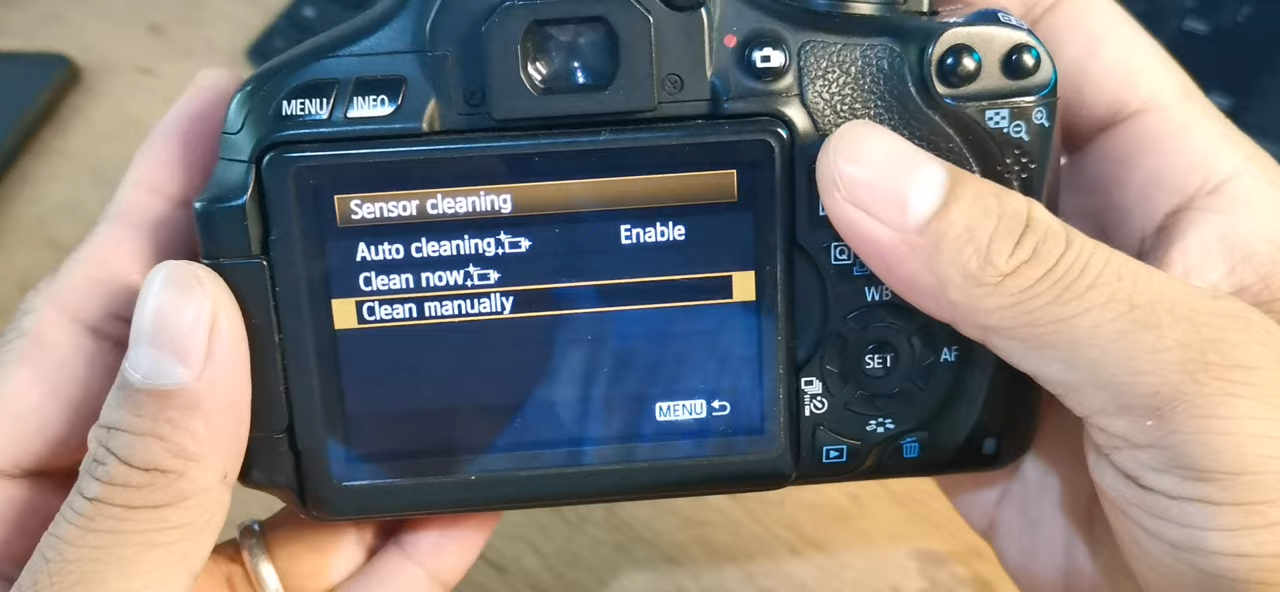 MENU INFO
Sensor cleaning
Auto cleaning Enable
Clean now
Clean manually
MENU
Q
WB
SET
AF